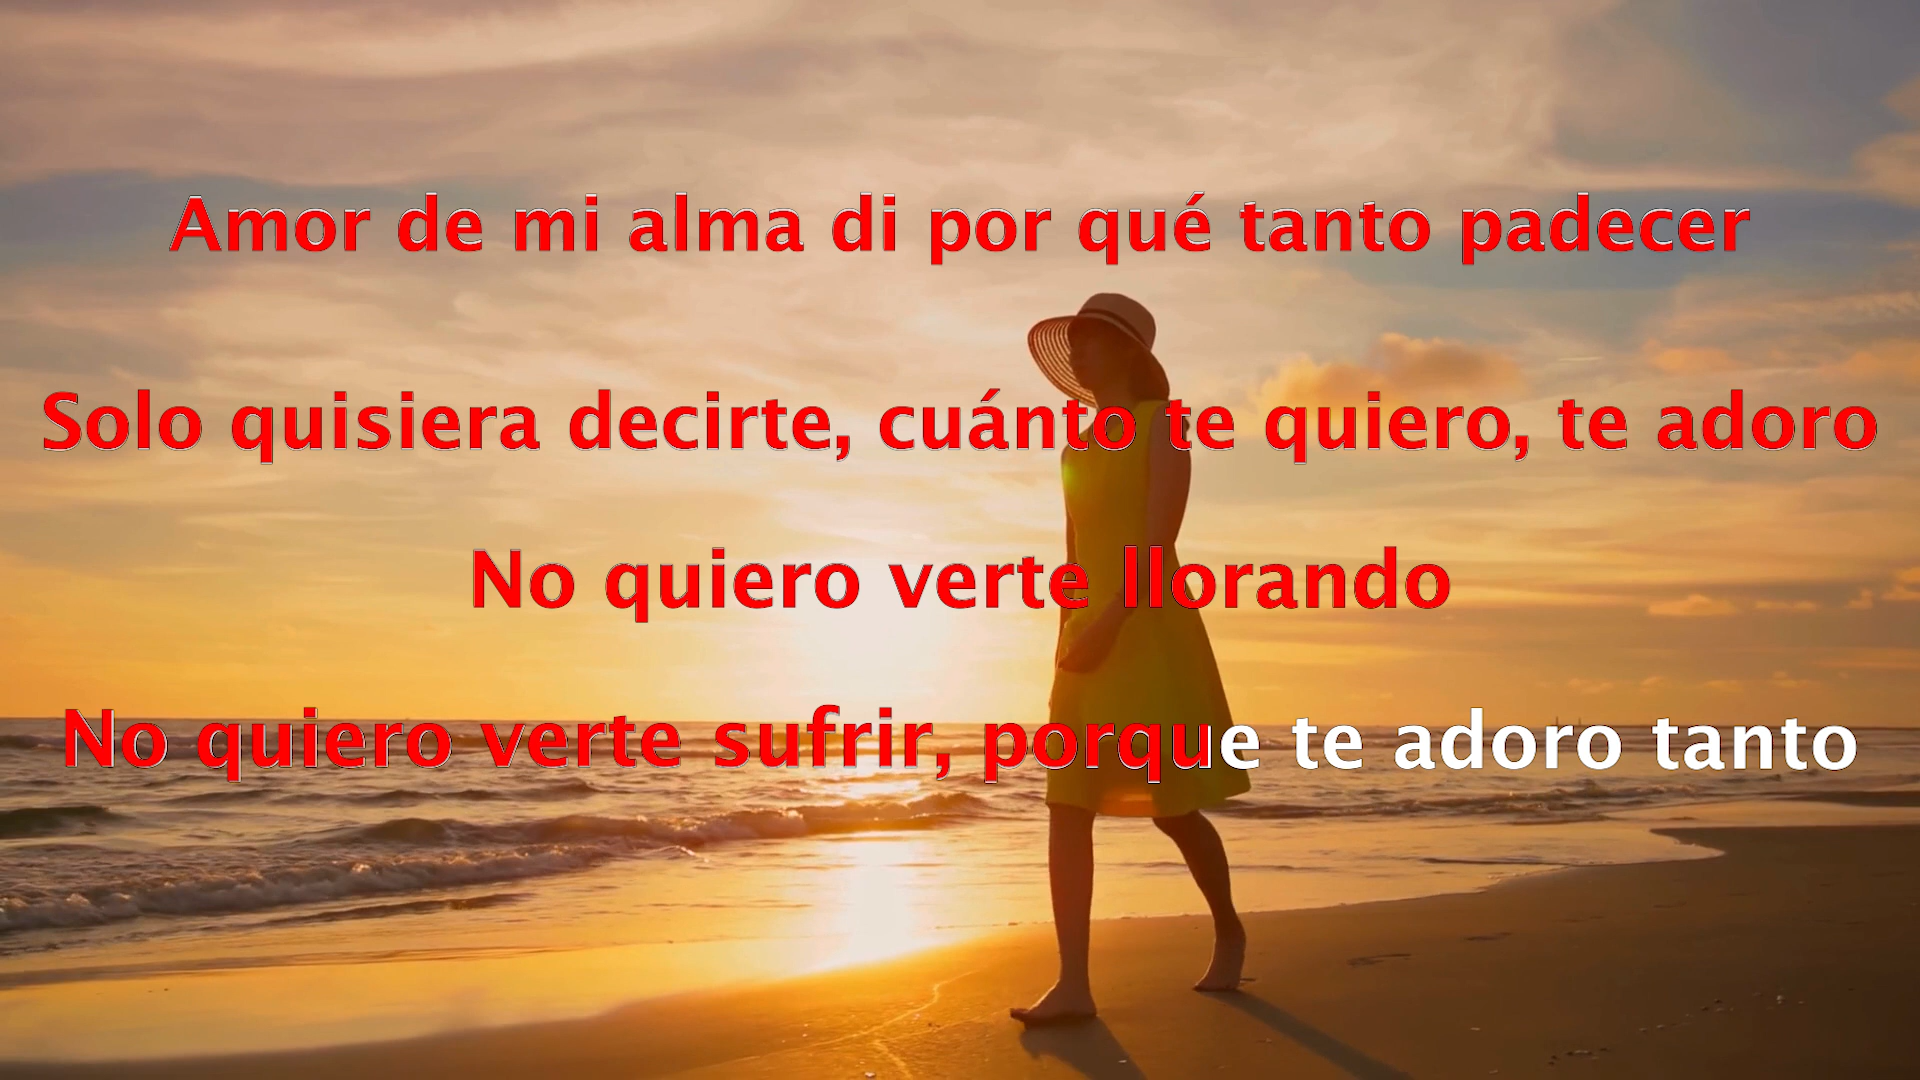 Amor de mi alma di por qué tanto padecer
Solo quisiera decirte, cuánto te quiero, te adoro
No quiero verte llorando
No quiero verte sufrir, porque te adoro tanto